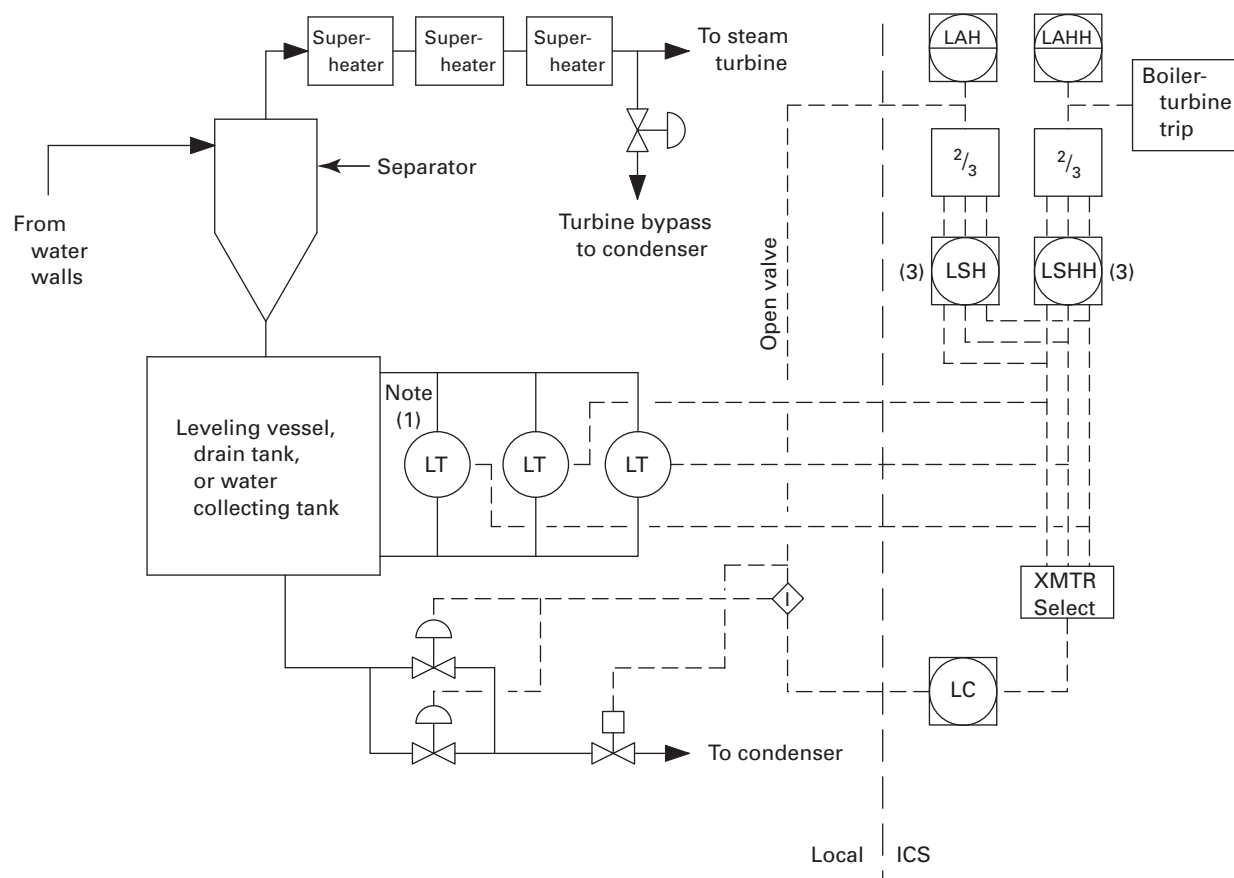 Super-
heater
Super-
heater
Super-
heater
To steam
turbine
LAH
LAHH
Boiler-
turbine
trip
2/3
2/3
Separator
From
water
walls
Turbine bypass
to condenser
Open valve
(3)
LSH
LSHH
(3)
Note
(1)
Leveling vessel,
drain tank,
or water
collecting tank
LT
LT
LT
XMTR
Select
I
LC
To condenser
Local
ICS